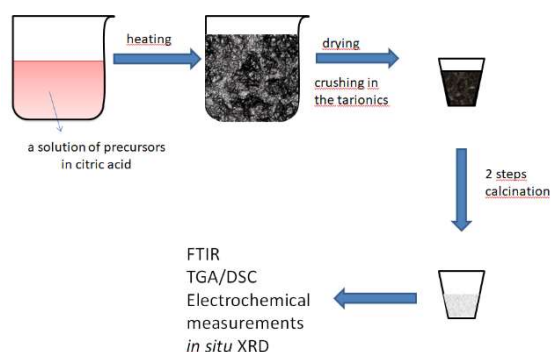 heating
drying
crushing in
the tarionics
a solution of precursors
in citric acid
2 steps
calcination
FTIR
TGA/DSC
Electrochemical
measurements
in situ XRD